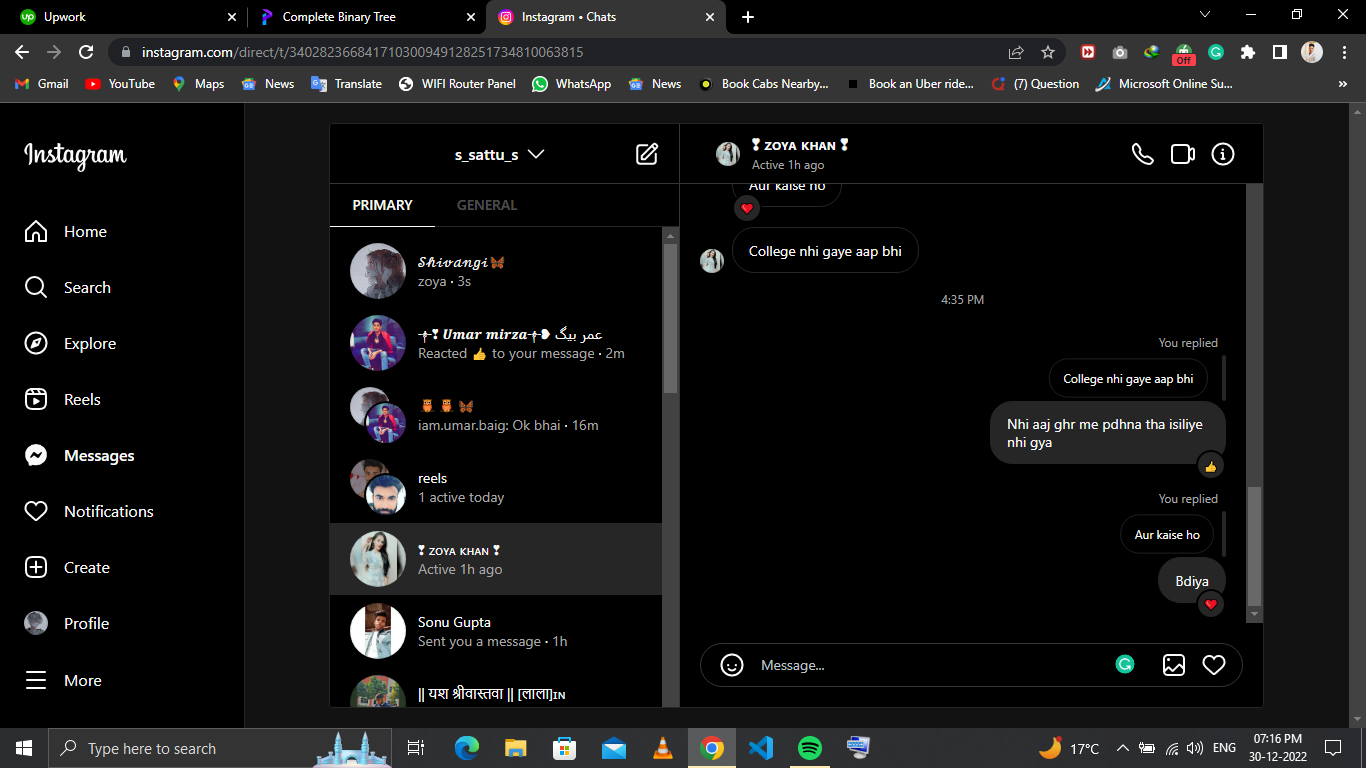 Upwork
Complete Binary Tree
Instagram • Chats
instagram.com/direct/t/340282366841710300949128251734810063815
Off
Gmail
YouTube
Maps
News
Translate
WIFI Router Panel
WhatsApp
News
Book Cabs Nearby...
Book an Uber ride...
(7) Question
Microsoft Online Su...
»
Instagram
Home
Search
Explore
Reels
Messages
Notifications
Create
Profile
More
s_sattu_s
PRIMARY
GENERAL
𝓢𝓱𝓲𝓿𝓪𝓷𝓰𝓲🦋
zoya · 3s
❣ 𝑼𝒎𝒂𝒓 𝒎𝒊𝒓𝒛𝒂 ❥ عمر بیگ
Reacted 👍 to your message · 2m
🦉 🦉 🦋
iam.umar.baig: Ok bhai · 16m
reels
1 active today
❣ ZOYA KHAN ❣
Active 1h ago
Sonu Gupta
Sent you a message · 1h
|| यश श्रीवास्तवा || [लाला]IN
❣ ZOYA KHAN ❣
Active 1h ago
Aur kaise ho
❤️
College nhi gaye aap bhi
4:35 PM
You replied
College nhi gaye aap bhi
Nhi aaj ghr me pdhna tha isiliye
nhi gya
👍
You replied
Aur kaise ho
Bdiya
❤️
Message...
Type here to search
17°C
ENG
07:16 PM
30-12-2022